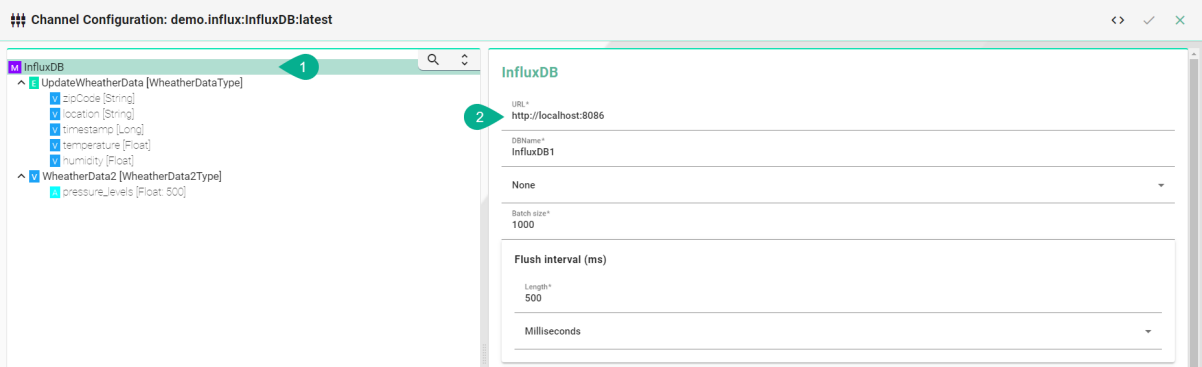 Channel Configuration: demo.influx:InfluxDB:latest
M InfluxDB
1
E UpdateWheatherData [WheatherDataType]
V zipCode [String]
V location [String]
V timestamp [Long]
V temperature [Float]
V humidity [Float]
V WheatherData2 [WheatherData2Type]
A pressure_levels [Float: 500]
InfluxDB
URL*
2
http://localhost:8086
DBName*
InfluxDB1
None
Batch size*
1000
Flush interval (ms)
Length*
500
Milliseconds